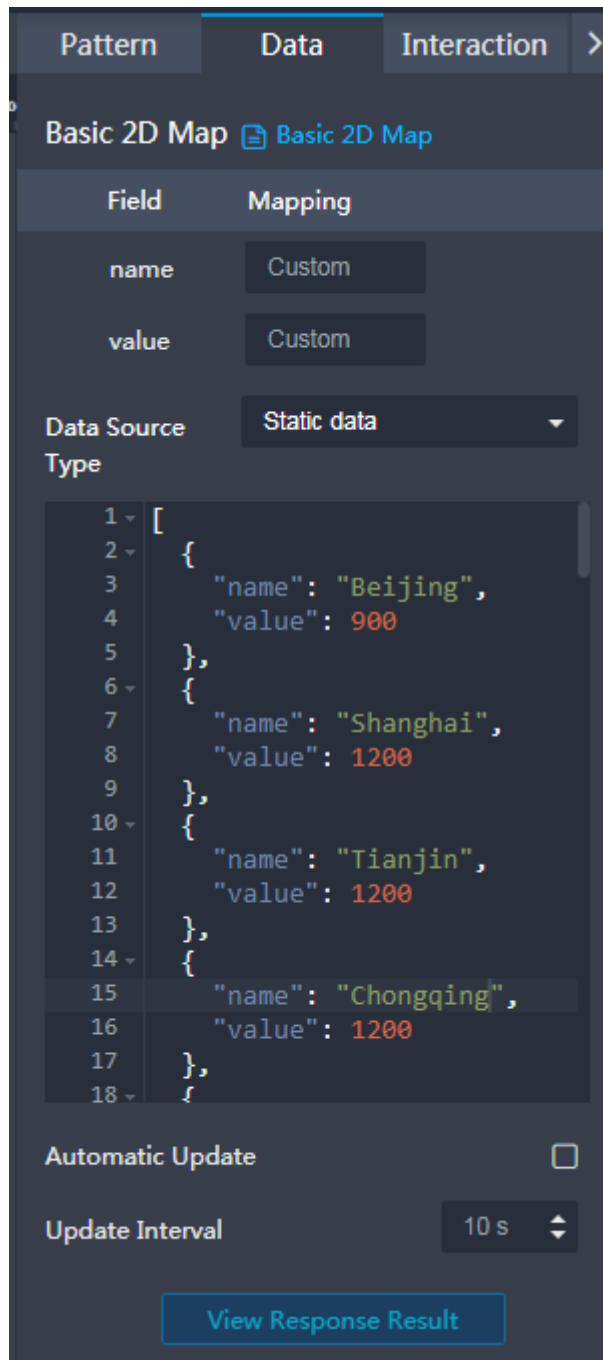 Pattern Data Interaction >
Basic 2D Map Basic 2D Map
Field Mapping
name Custom
value Custom
Data Source Type Static data
1 [
2 {
3 "name": "Beijing",
4 "value": 900
5 },
6 {
7 "name": "Shanghai",
8 "value": 1200
9 },
10 {
11 "name": "Tianjin",
12 "value": 1200
13 },
14 {
15 "name": "Chongqing",
16 "value": 1200
17 },
18 {
Automatic Update
Update Interval 10 s
View Response Result